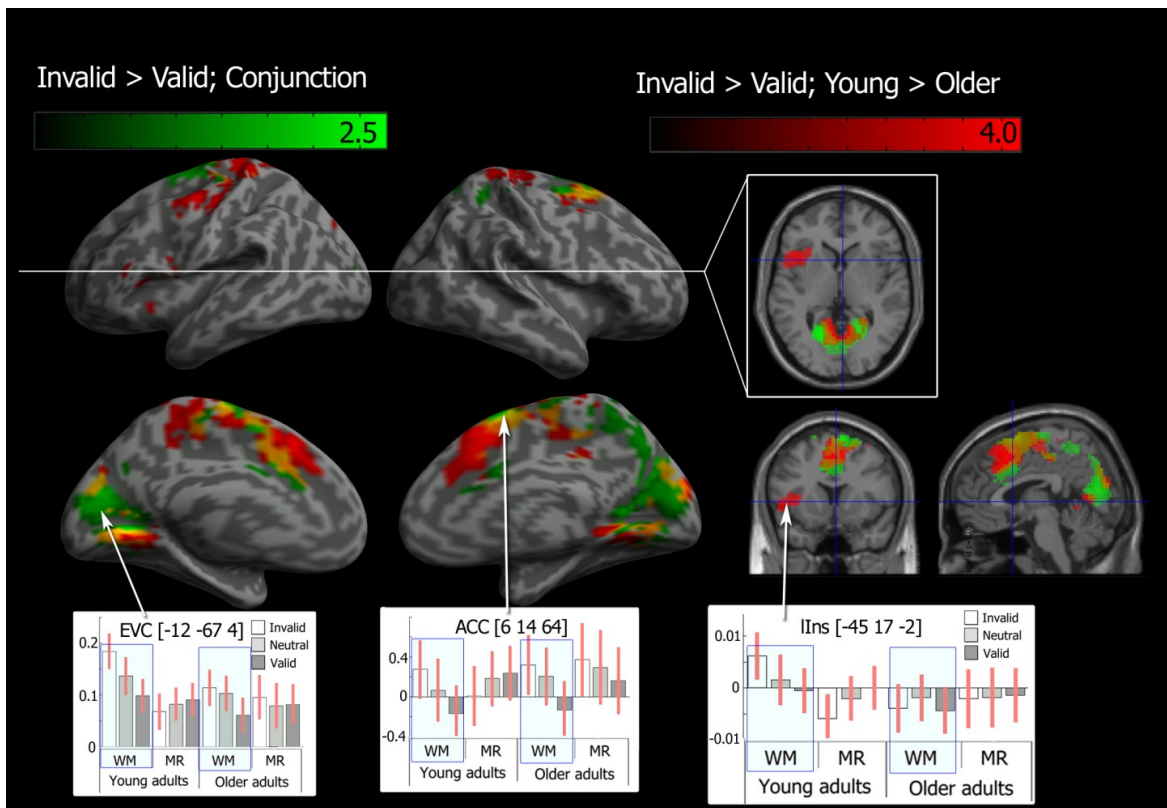 Invalid > Valid; Conjunction
2.5
Invalid > Valid; Young > Older
4.0
EVC [-12 -67 4]
0.2
0.1
0
Invalid
Neutral
Valid
WM MR WM MR
Young adults Older adults
ACC [6 14 64]
0.4
0
-0.4
WM MR WM MR
Young adults Older adults
lIns [-45 17 -2]
0.01
0
-0.01
Invalid
Neutral
Valid
WM MR WM MR
Young adults Older adults